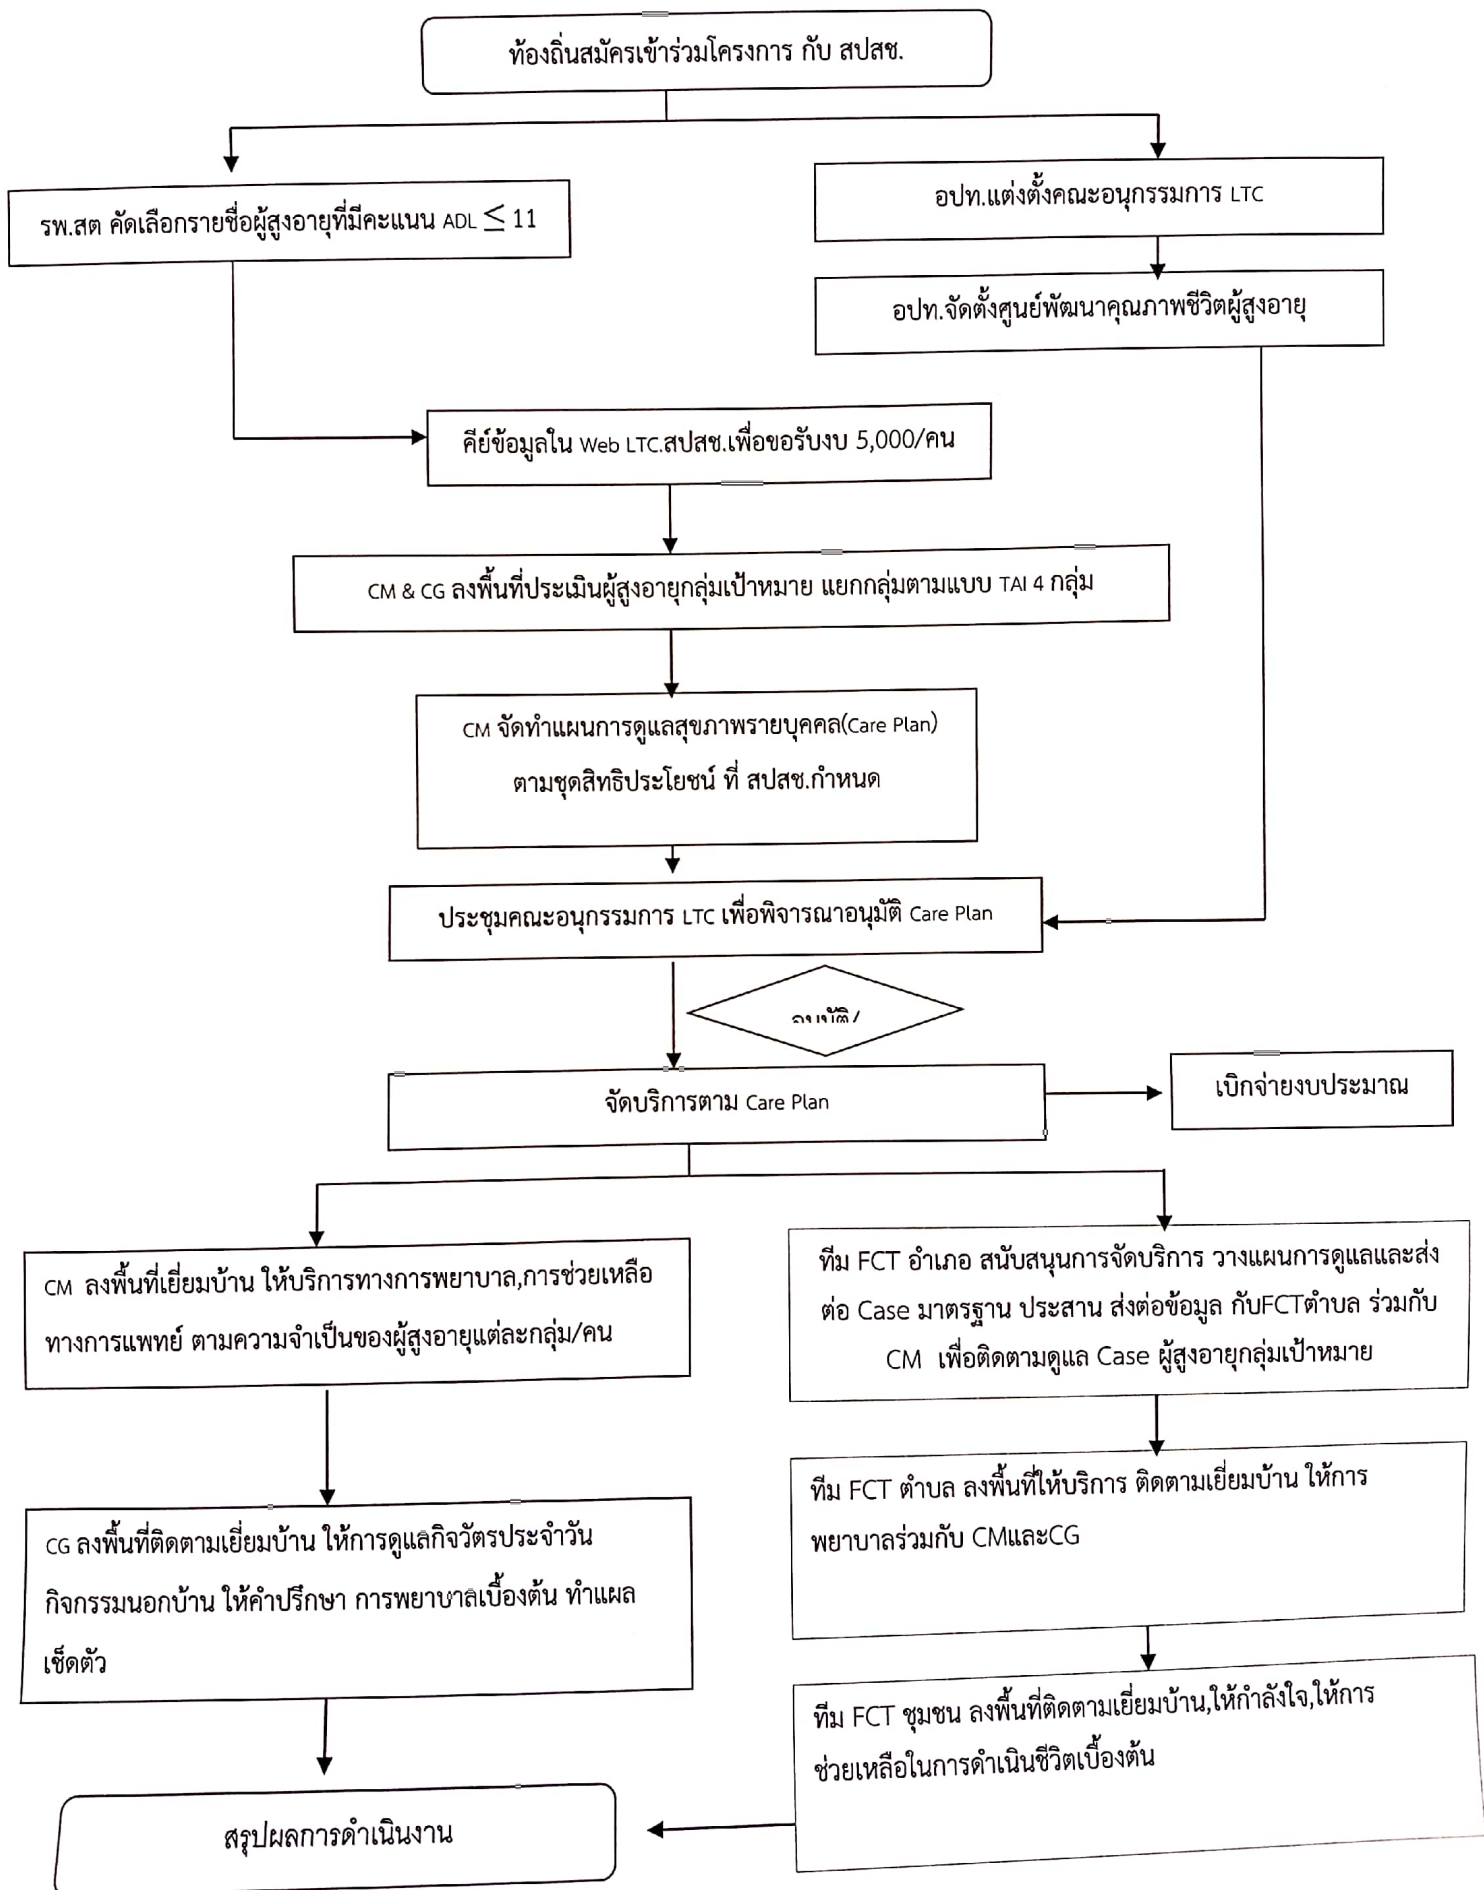 ท้องถิ่นสมัครเข้าร่วมโครงการ กับ สปสช.
รพ.สต คัดเลือกรายชื่อผู้สูงอายุที่มีคะแนน ADL ≤ 11
อปท.แต่งตั้งคณะอนุกรรมการ LTC
อปท.จัดตั้งศูนย์พัฒนาคุณภาพชีวิตผู้สูงอายุ
คีย์ข้อมูลใน Web LTC.สปสช.เพื่อขอรับงบ 5,000/คน
CM & CG ลงพื้นที่ประเมินผู้สูงอายุกลุ่มเป้าหมาย แยกกลุ่มตามแบบ TAI 4 กลุ่ม
CM จัดทำแผนการดูแลสุขภาพรายบุคคล(Care Plan)
ตามชุดสิทธิประโยชน์ ที่ สปสช.กำหนด
ประชุมคณะอนุกรรมการ LTC เพื่อพิจารณาอนุมัติ Care Plan
อนุมัติ/
จัดบริการตาม Care Plan
เบิกจ่ายงบประมาณ
CM ลงพื้นที่เยี่ยมบ้าน ให้บริการทางการพยาบาล,การช่วยเหลือ
ทางการแพทย์ ตามความจำเป็นของผู้สูงอายุแต่ละกลุ่ม/คน
ทีม FCT อำเภอ สนับสนุนการจัดบริการ วางแผนการดูแลและส่ง
ต่อ Case มาตรฐาน ประสาน ส่งต่อข้อมูล กับFCTตำบล ร่วมกับ
CM เพื่อติดตามดูแล Case ผู้สูงอายุกลุ่มเป้าหมาย
CG ลงพื้นที่ติดตามเยี่ยมบ้าน ให้การดูแลกิจวัตรประจำวัน
กิจกรรมนอกบ้าน ให้คำปรึกษา การพยาบาลเบื้องต้น ทำแผล
เช็ดตัว
ทีม FCT ตำบล ลงพื้นที่ให้บริการ ติดตามเยี่ยมบ้าน ให้การ
พยาบาลร่วมกับ CMและCG
ทีม FCT ชุมชน ลงพื้นที่ติดตามเยี่ยมบ้าน,ให้กำลังใจ,ให้การ
ช่วยเหลือในการดำเนินชีวิตเบื้องต้น
สรุปผลการดำเนินงาน